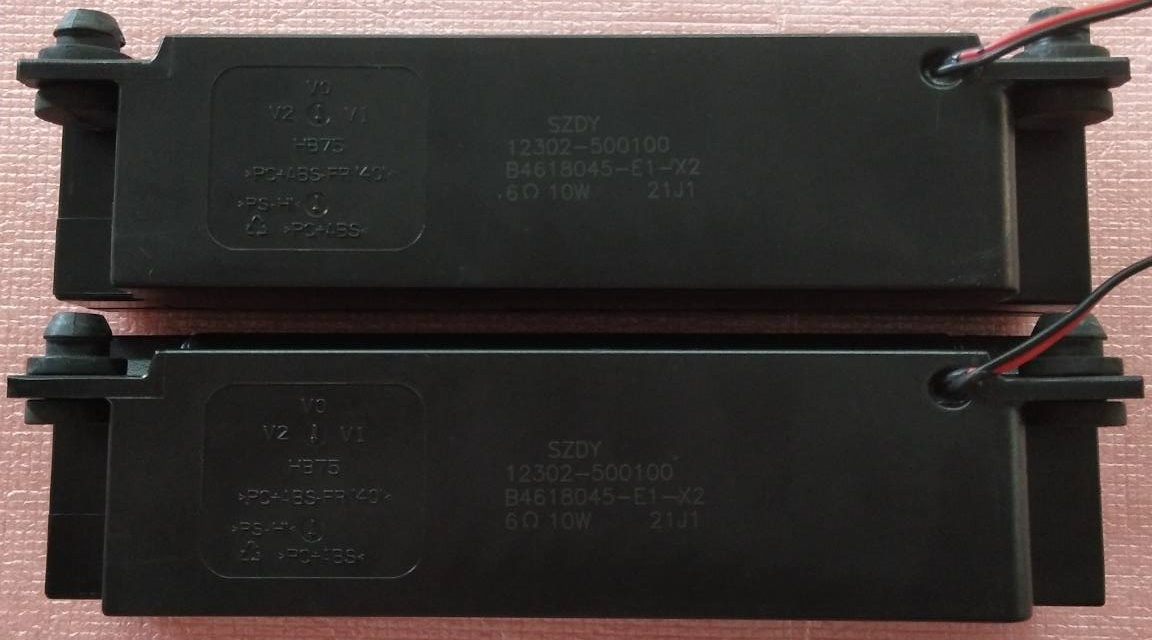 V0
V2 V1
HB75
>PC+ABS-FR(40)<
>PS-HI<
>PC+ABS<
SZDY
12302-500100
B4618045-E1-X2
6Ω 10W 21J1
V0
V2 V1
HB75
>PC+ABS-FR(40)<
>PS-HI<
>PC+ABS<
SZDY
12302-500100
B4618045-E1-X2
6Ω 10W 21J1